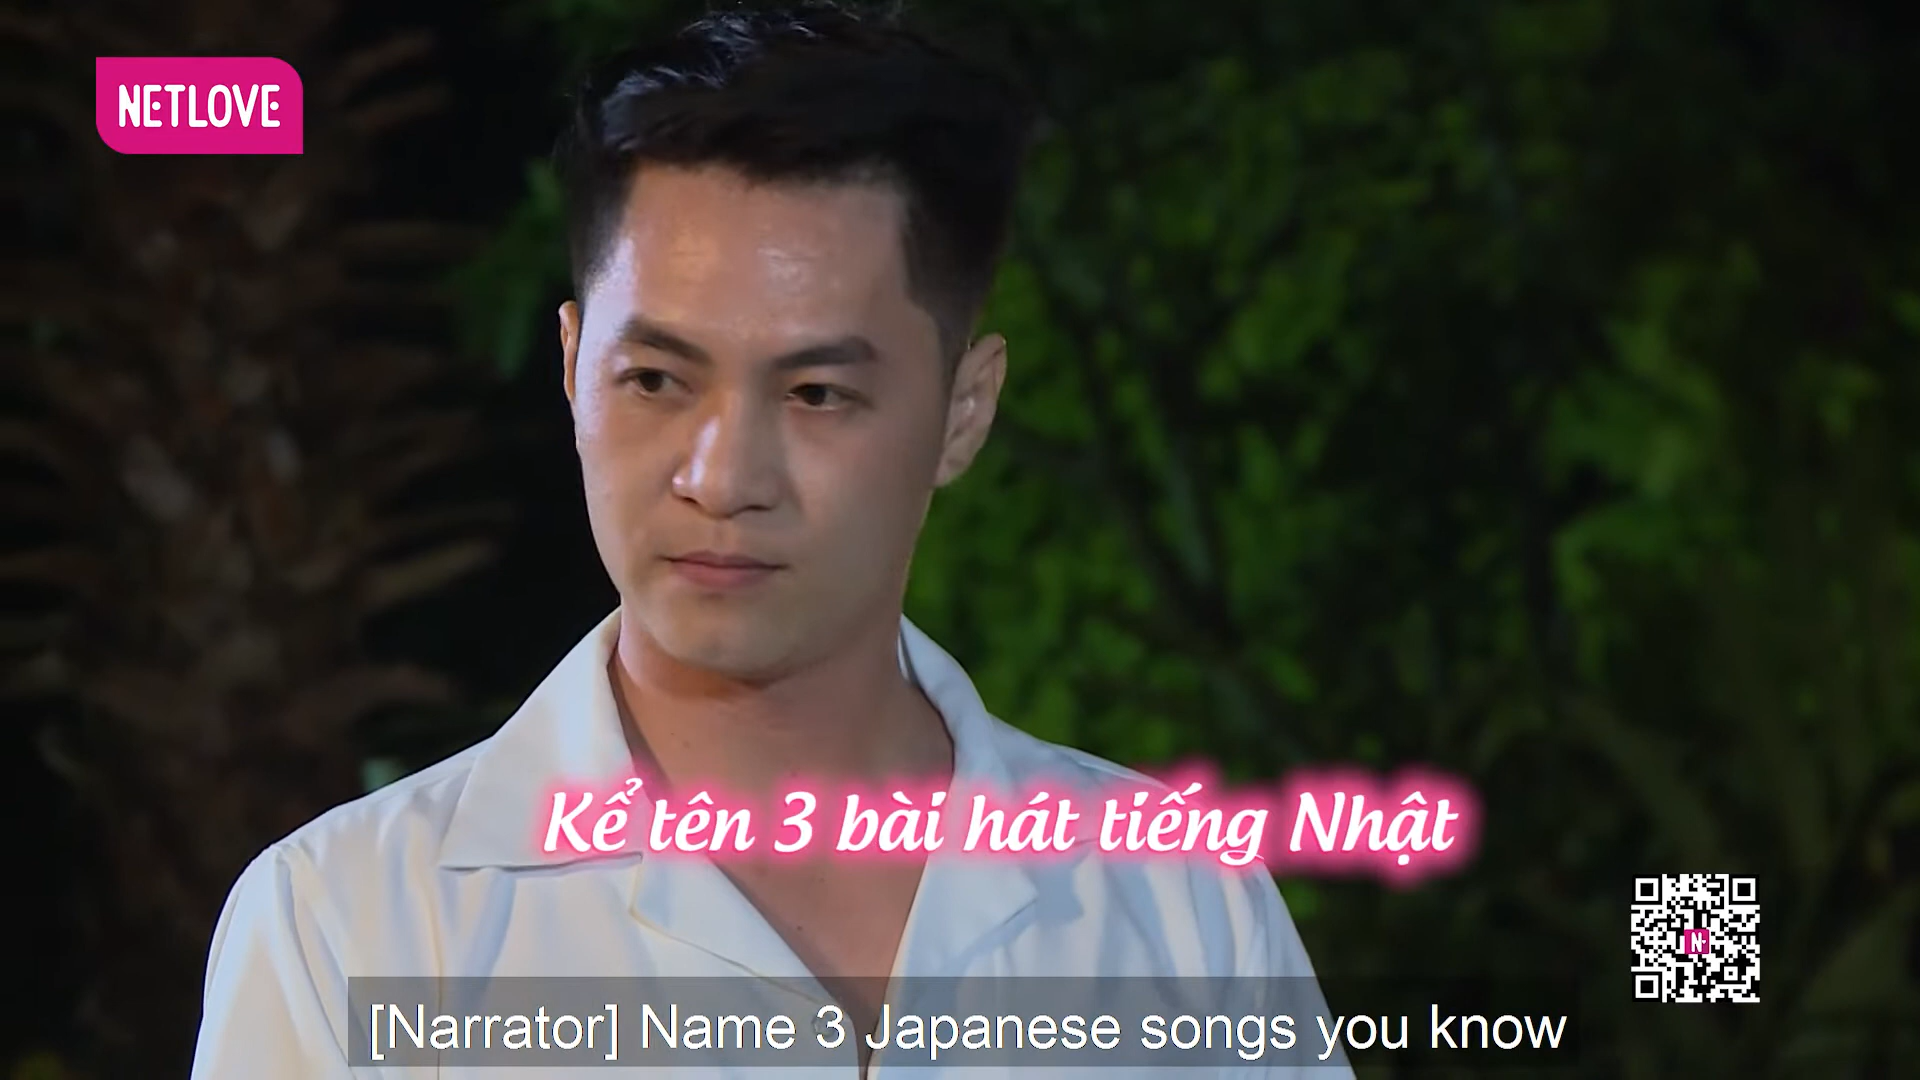 NETLOVE
Kể tên 3 bài hát tiếng Nhật
N+
[Narrator] Name 3 Japanese songs you know